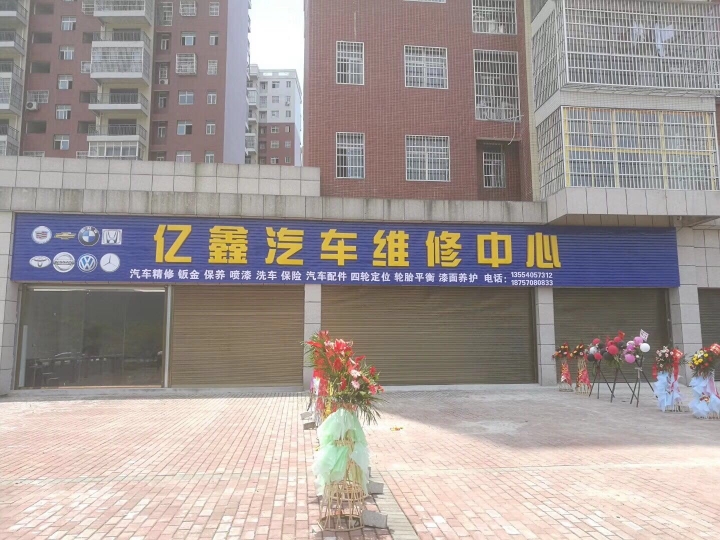 亿鑫汽车维修中心
汽车精修 钣金 保养 喷漆 洗车 保险 汽车配件 四轮定位 轮胎平衡 漆面养护 电话：
13554057312
18757080833